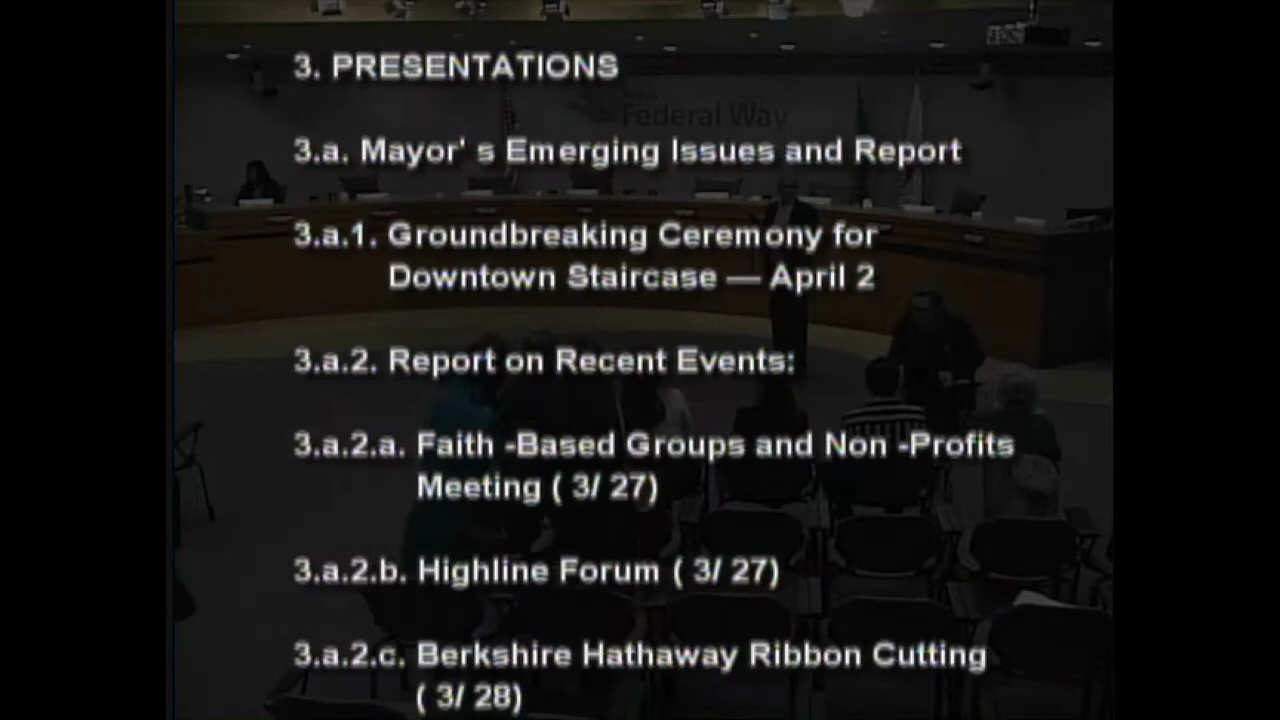 3. PRESENTATIONS
Federal Way
3.a. Mayor' s Emerging Issues and Report
3.a.1. Groundbreaking Ceremony for
Downtown Staircase — April 2
3.a.2. Report on Recent Events:
3.a.2.a. Faith -Based Groups and Non -Profits
Meeting ( 3/ 27)
3.a.2.b. Highline Forum ( 3/ 27)
3.a.2.c. Berkshire Hathaway Ribbon Cutting
( 3/ 28)